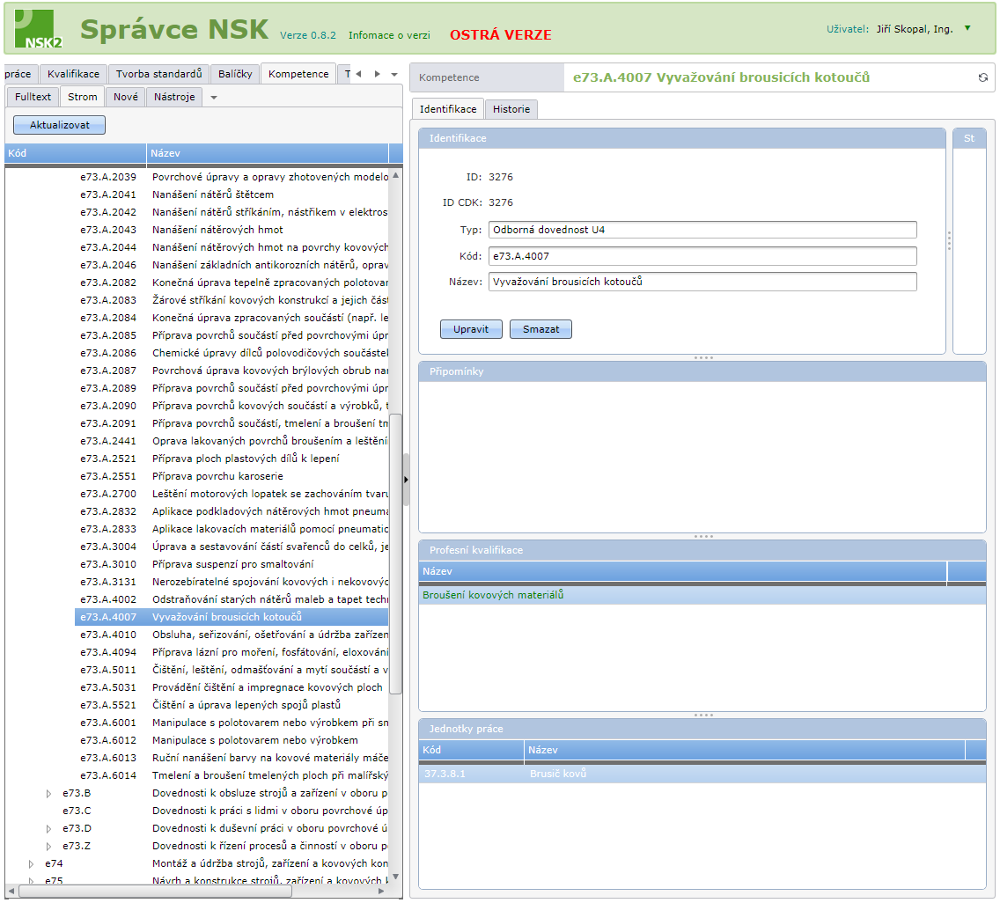 NSK2
Správce NSK Verze 0.8.2 Infomace o verzi OSTRÁ VERZE
Uživatel: Jiří Skopal, Ing.
práce Kvalifikace Tvorba standardů Balíčky Kompetence T
Fulltext Strom Nové Nástroje
Aktualizovat
Kód Název
e73.A.2039 Povrchové úpravy a opravy zhotovených modelo
e73.A.2041 Nanášení nátěrů štětcem
e73.A.2042 Nanášení nátěrů stříkáním, nástřikem v elektros
e73.A.2043 Nanášení nátěrových hmot
e73.A.2044 Nanášení nátěrových hmot na povrchy kovových
e73.A.2046 Nanášení základních antikorozních nátěrů, oprav
e73.A.2082 Konečná úprava tepelně zpracovaných polotovar
e73.A.2083 Žárové stříkání kovových konstrukcí a jejich část
e73.A.2084 Konečná úprava zpracovaných součástí (např. le
e73.A.2085 Příprava povrchů součástí před povrchovými úpr
e73.A.2086 Chemické úpravy dílců polovodičových součástek
e73.A.2087 Povrchová úprava kovových brýlových obrub nan
e73.A.2089 Příprava povrchů součástí před povrchovými úpr
e73.A.2090 Příprava povrchů kovových součástí a výrobků, t
e73.A.2091 Příprava povrchů součástí, tmelení a broušení tm
e73.A.2441 Oprava lakovaných povrchů broušením a leštěním
e73.A.2521 Příprava ploch plastových dílů k lepení
e73.A.2551 Příprava povrchu karoserie
e73.A.2700 Leštění motorových lopatek se zachováním tvaru
e73.A.2832 Aplikace podkladových nátěrových hmot pneuma
e73.A.2833 Aplikace lakovacích materiálů pomocí pneumatic
e73.A.3004 Úprava a sestavování částí svařenců do celků, je
e73.A.3010 Příprava suspenzí pro smaltování
e73.A.3131 Nerozebíratelné spojování kovových i nekovovýc
e73.A.4002 Odstraňování starých nátěrů maleb a tapet techn
e73.A.4007 Vyvažování brousicích kotoučů
e73.A.4010 Obsluha, seřizování, ošetřování a údržba zařízen
e73.A.4094 Příprava lázní pro moření, fosfátování, eloxování
e73.A.5011 Čištění, leštění, odmašťování a mytí součástí a v
e73.A.5031 Provádění čištění a impregnace kovových ploch
e73.A.5521 Čištění a úprava lepených spojů plastů
e73.A.6001 Manipulace s polotovarem nebo výrobkem při sn
e73.A.6012 Manipulace s polotovarem nebo výrobkem
e73.A.6013 Ruční nanášení barvy na kovové materiály máče
e73.A.6014 Tmelení a broušení tmelených ploch při malířský
e73.B Dovednosti k obsluze strojů a zařízení v oboru p
e73.C Dovednosti k práci s lidmi v oboru povrchové úp
e73.D Dovednosti k duševní práci v oboru povrchové ú
e73.Z Dovednosti k řízení procesů a činností v oboru po
e74 Montáž a údržba strojů, zařízení a kovových kon
e75 Návrh a konstrukce strojů, zařízení a kovových k
Kompetence e73.A.4007 Vyvažování brousicích kotoučů
Identifikace Historie
Identifikace St
ID: 3276
ID CDK: 3276
Typ: Odborná dovednost U4
Kód: e73.A.4007
Název: Vyvažování brousicích kotoučů
Upravit Smazat
Připomínky
Profesní kvalifikace
Název
Broušení kovových materiálů
Jednotky práce
Kód Název
37.3.8.1 Brusič kovů